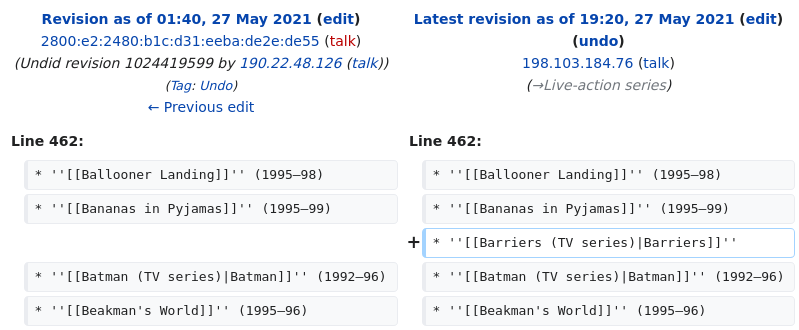 Revision as of 01:40, 27 May 2021 (edit)
2800:e2:2480:b1c:d31:eeba:de2e:de55 (talk)
(Undid revision 1024419599 by 190.22.48.126 (talk))
(Tag: Undo)
← Previous edit
Latest revision as of 19:20, 27 May 2021 (edit)
(undo)
198.103.184.76 (talk)
(→Live-action series)
Line 462:
Line 462:
* ''[[Ballooner Landing]]'' (1995–98)
* ''[[Ballooner Landing]]'' (1995–98)
* ''[[Bananas in Pyjamas]]'' (1995–99)
* ''[[Bananas in Pyjamas]]'' (1995–99)
+ * ''[[Barriers (TV series)|Barriers]]''
* ''[[Batman (TV series)|Batman]]'' (1992–96)
* ''[[Batman (TV series)|Batman]]'' (1992–96)
* ''[[Beakman's World]]'' (1995–96)
* ''[[Beakman's World]]'' (1995–96)